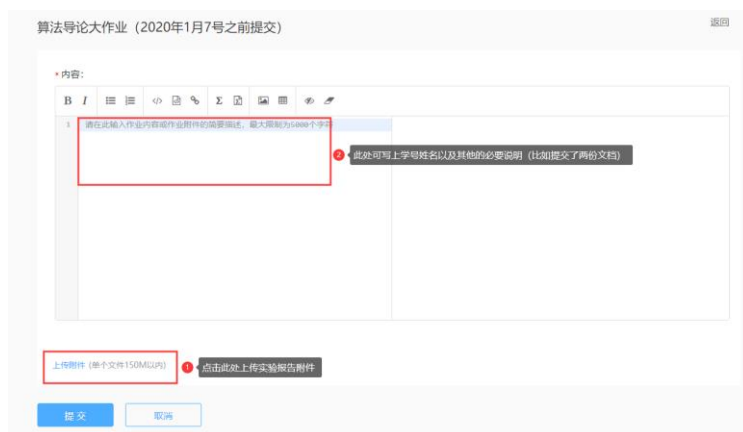 算法导论大作业（2020年1月7号之前提交）
返回
* 内容：
B I </> Σ
1 请在此输入作业内容或作业附件的简要描述，最大限制为5000个字符
2 此处可写上学号姓名以及其他的必要说明（比如提交了两份文档）
上传附件 (单个文件150M以内)
1 点击此处上传实验报告附件
提交
取消